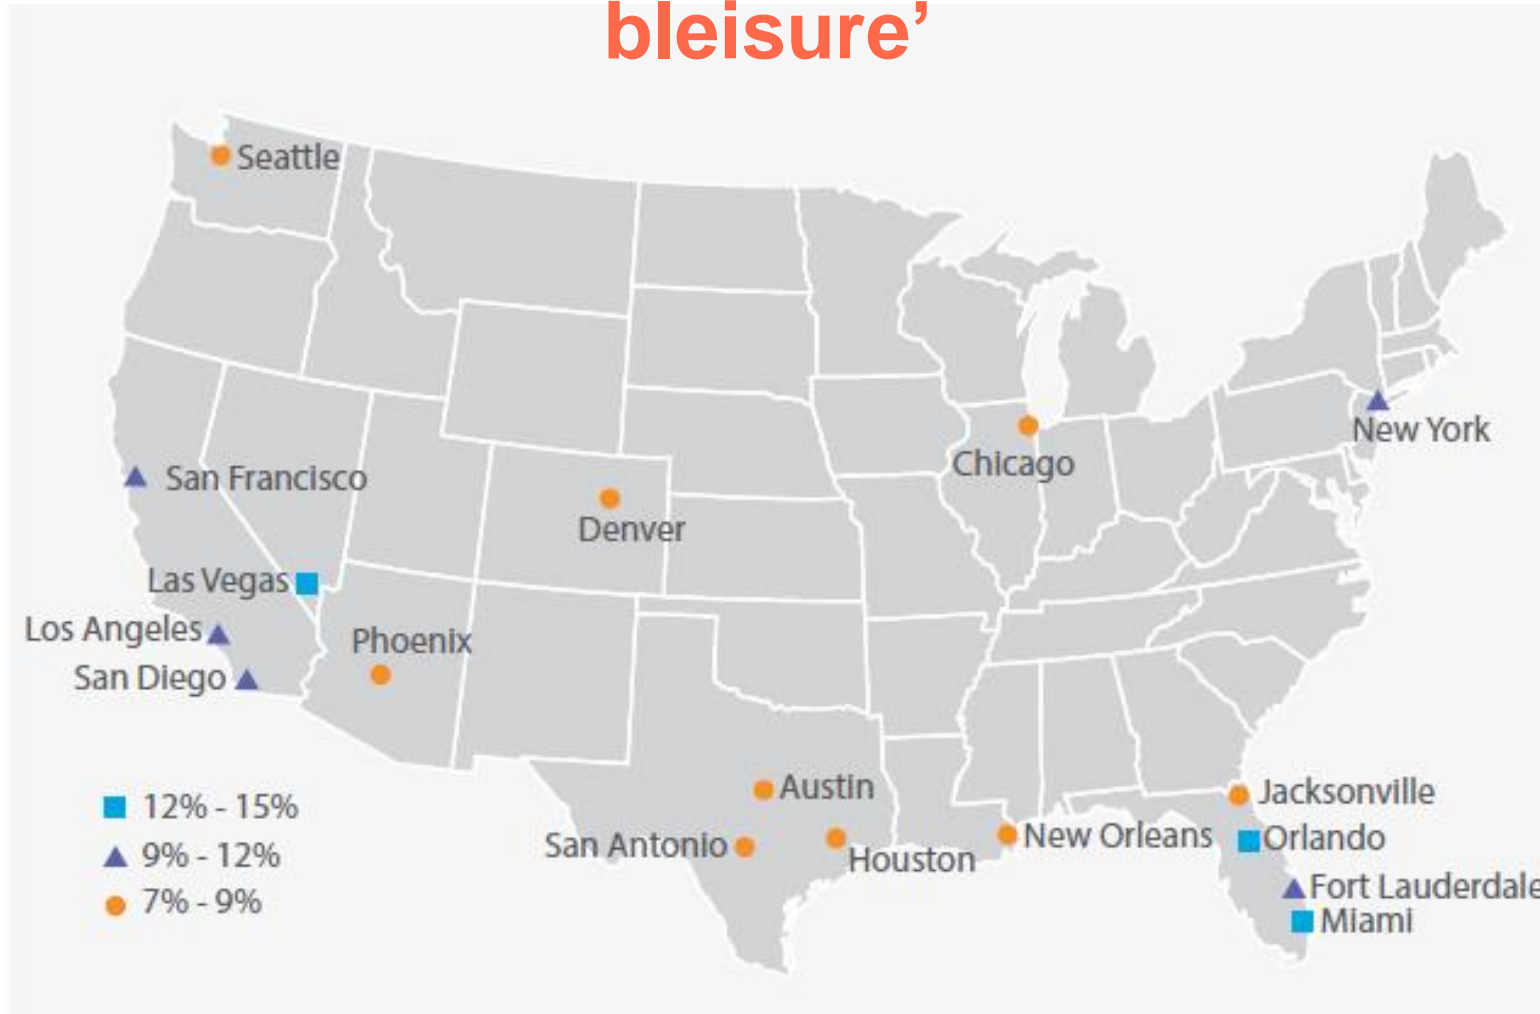 bleisure’
Seattle
New York
Chicago
San Francisco
Denver
Las Vegas
Los Angeles
Phoenix
San Diego
Austin
Jacksonville
12% - 15%
San Antonio
New Orleans
Orlando
9% - 12%
Houston
Fort Lauderdale
7% - 9%
Miami